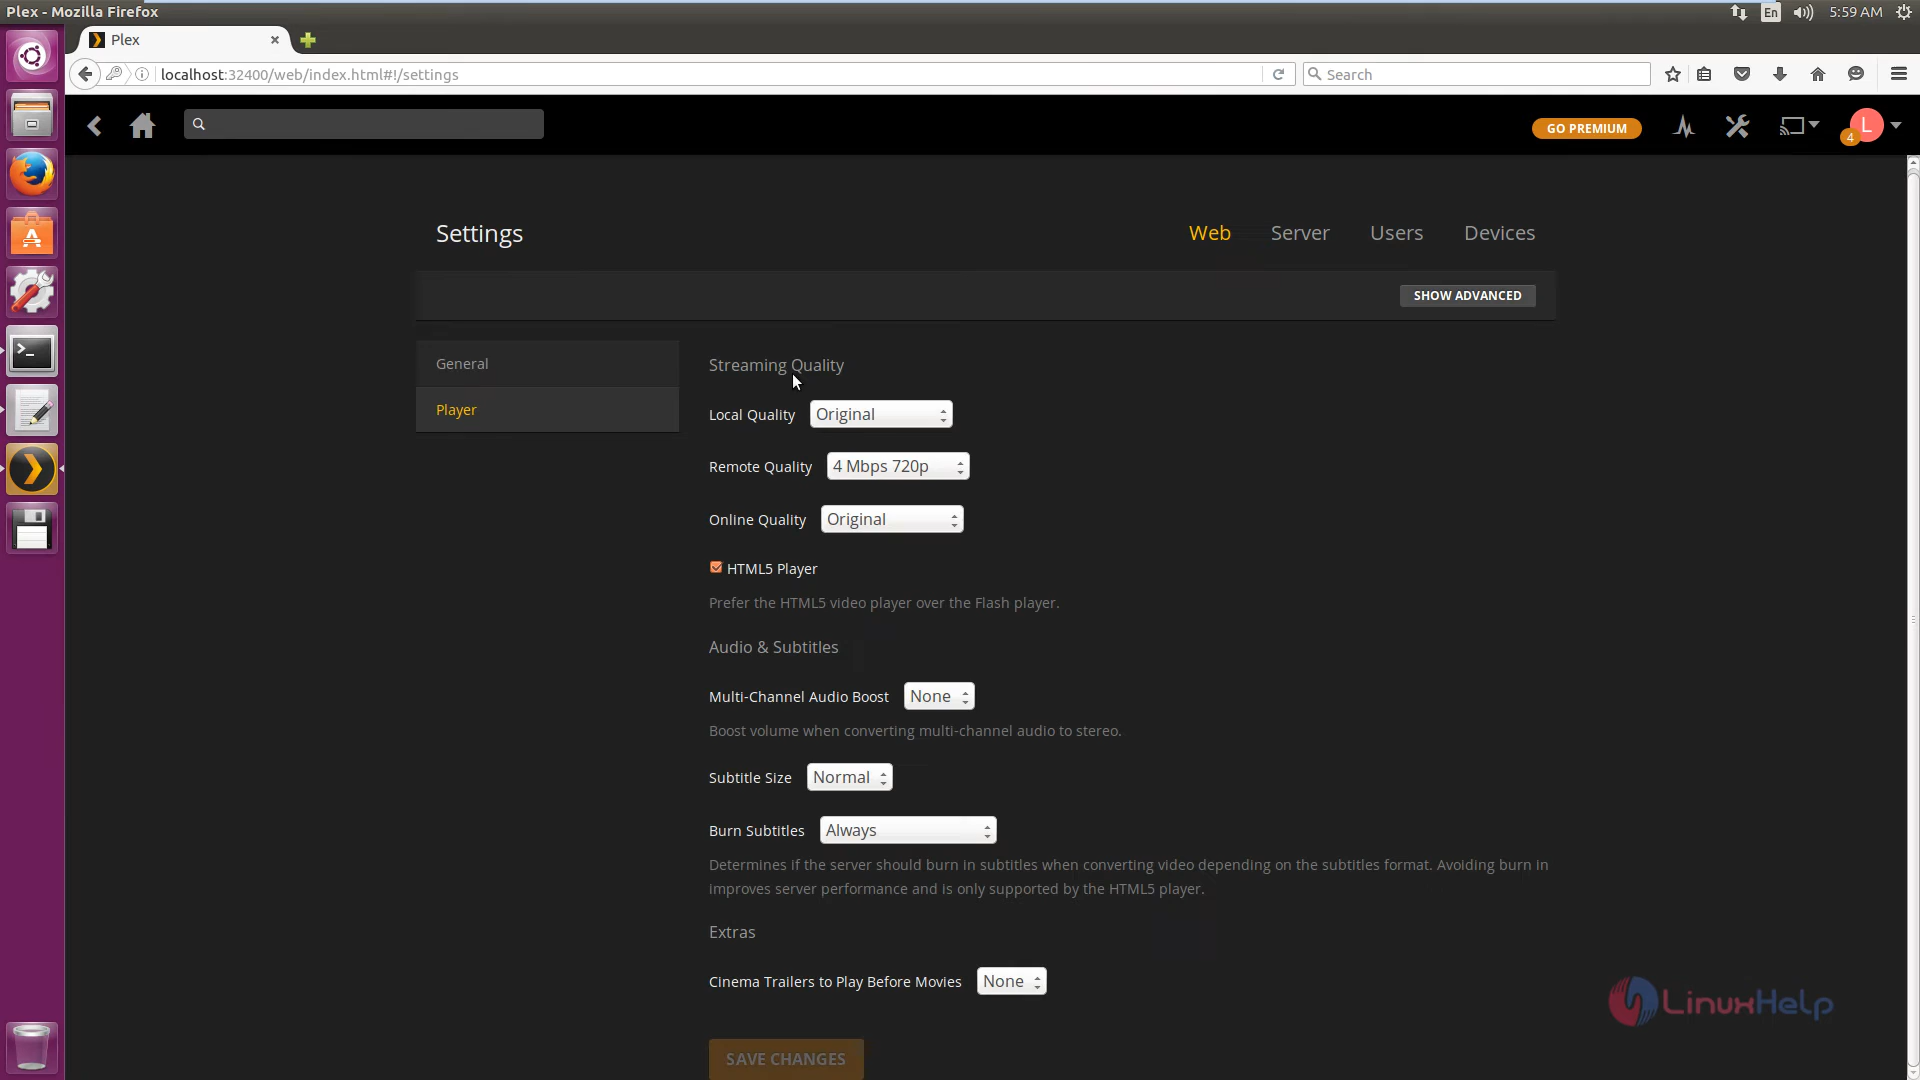 Plex - Mozilla Firefox
En
5:59 AM
Plex
localhost:32400/web/index.html#!/settings
Search
GO PREMIUM
L
4
Settings
Web
Server
Users
Devices
SHOW ADVANCED
General
Player
Streaming Quality
Local Quality
Original
Remote Quality
4 Mbps 720p
Online Quality
Original
HTML5 Player
Prefer the HTML5 video player over the Flash player.
Audio & Subtitles
Multi-Channel Audio Boost
None
Boost volume when converting multi-channel audio to stereo.
Subtitle Size
Normal
Burn Subtitles
Always
Determines if the server should burn in subtitles when converting video depending on the subtitles format. Avoiding burn in
improves server performance and is only supported by the HTML5 player.
Extras
Cinema Trailers to Play Before Movies
None
LinuxHelp
SAVE CHANGES